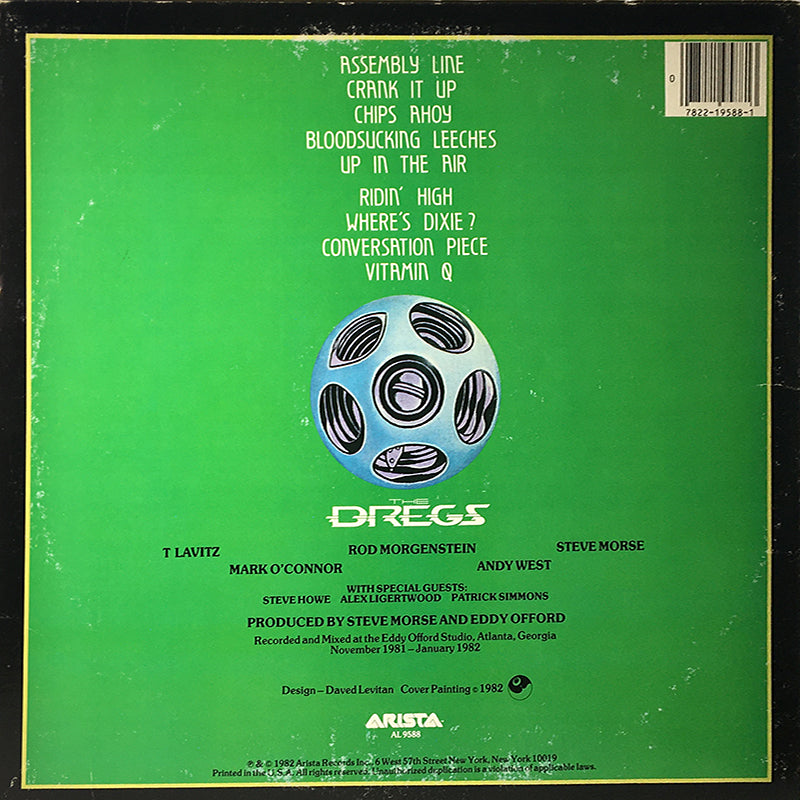 ASSEMBLY LINE
CRANK IT UP
CHIPS AHOY
BLOODSUCKING LEECHES
UP IN THE AIR
RIDIN' HIGH
WHERE'S DIXIE?
CONVERSATION PIECE
VITAMIN Q
0 7822-19588-1
THE
DREGS
T LAVITZ ROD MORGENSTEIN STEVE MORSE
MARK O'CONNOR ANDY WEST
WITH SPECIAL GUESTS:
STEVE HOWE ALEX LIGERTWOOD PATRICK SIMMONS
PRODUCED BY STEVE MORSE AND EDDY OFFORD
Recorded and Mixed at the Eddy Offord Studio, Atlanta, Georgia
November 1981 – January 1982
Design – Daved Levitan Cover Painting © 1982
ARISTA
AL 9588
℗ & © 1982 Arista Records Inc., 6 West 57th Street New York, New York 10019
Printed in the U.S.A. All rights reserved. Unauthorized duplication is a violation of applicable laws.